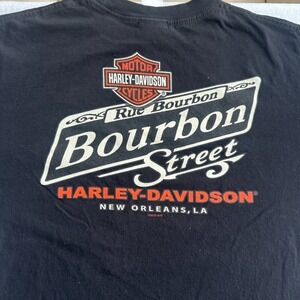 MOTOR
HARLEY-DAVIDSON
CYCLES
Rue Bourbon
Bourbon
Street
HARLEY-DAVIDSON®
NEW ORLEANS, LA